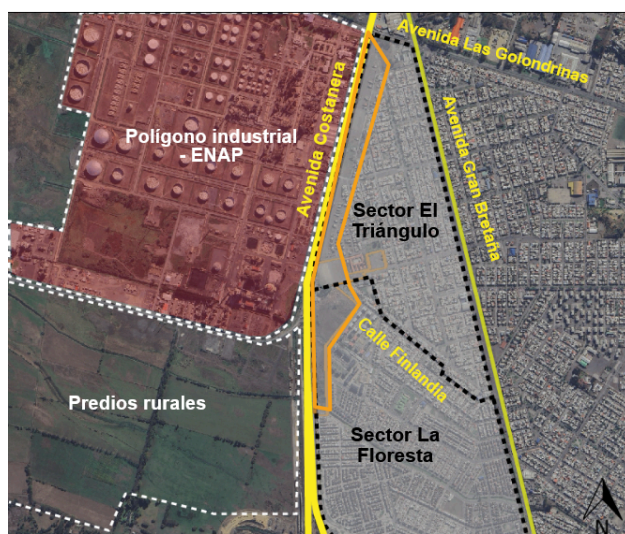 Avenida Las Golondrinas
Polígono industrial
- ENAP
Avenida Costanera
Avenida Gran Bretaña
Sector El
Triángulo
Calle Finlandia
Predios rurales
Sector La
Floresta
N